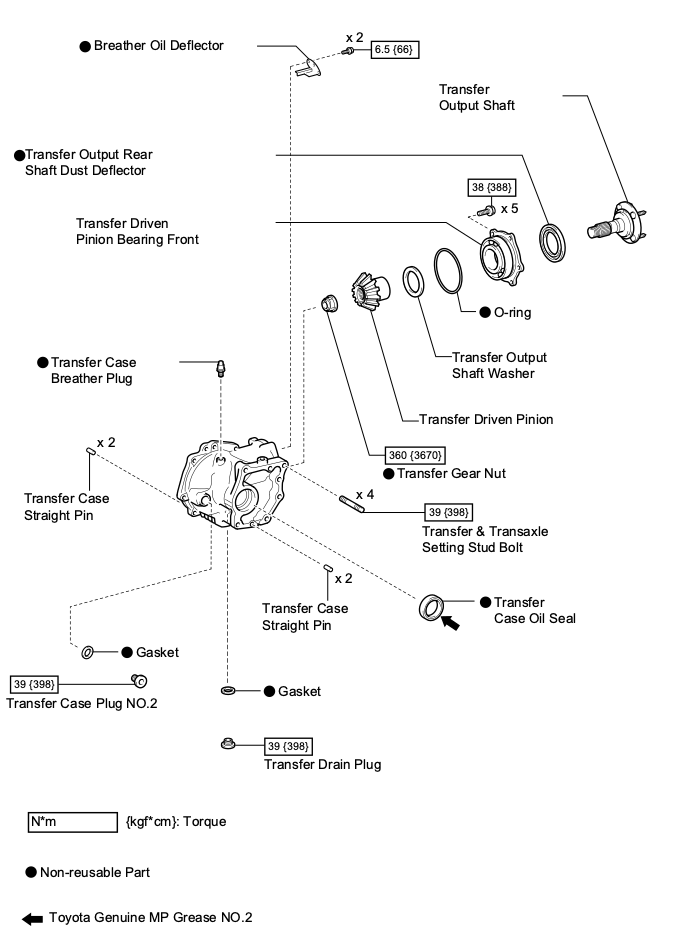 x 2
● Breather Oil Deflector
6.5 {66}
Transfer
Output Shaft
● Transfer Output Rear
Shaft Dust Deflector
38 {388}
x 5
Transfer Driven
Pinion Bearing Front
● O-ring
Transfer Output
Shaft Washer
● Transfer Case
Breather Plug
Transfer Driven Pinion
x 2
360 {3670}
● Transfer Gear Nut
Transfer Case
Straight Pin
x 4
39 {398}
Transfer & Transaxle
Setting Stud Bolt
x 2
Transfer Case
Straight Pin
● Transfer
Case Oil Seal
● Gasket
39 {398}
Transfer Case Plug NO.2
● Gasket
39 {398}
Transfer Drain Plug
N*m {kgf*cm}: Torque
● Non-reusable Part
Toyota Genuine MP Grease NO.2